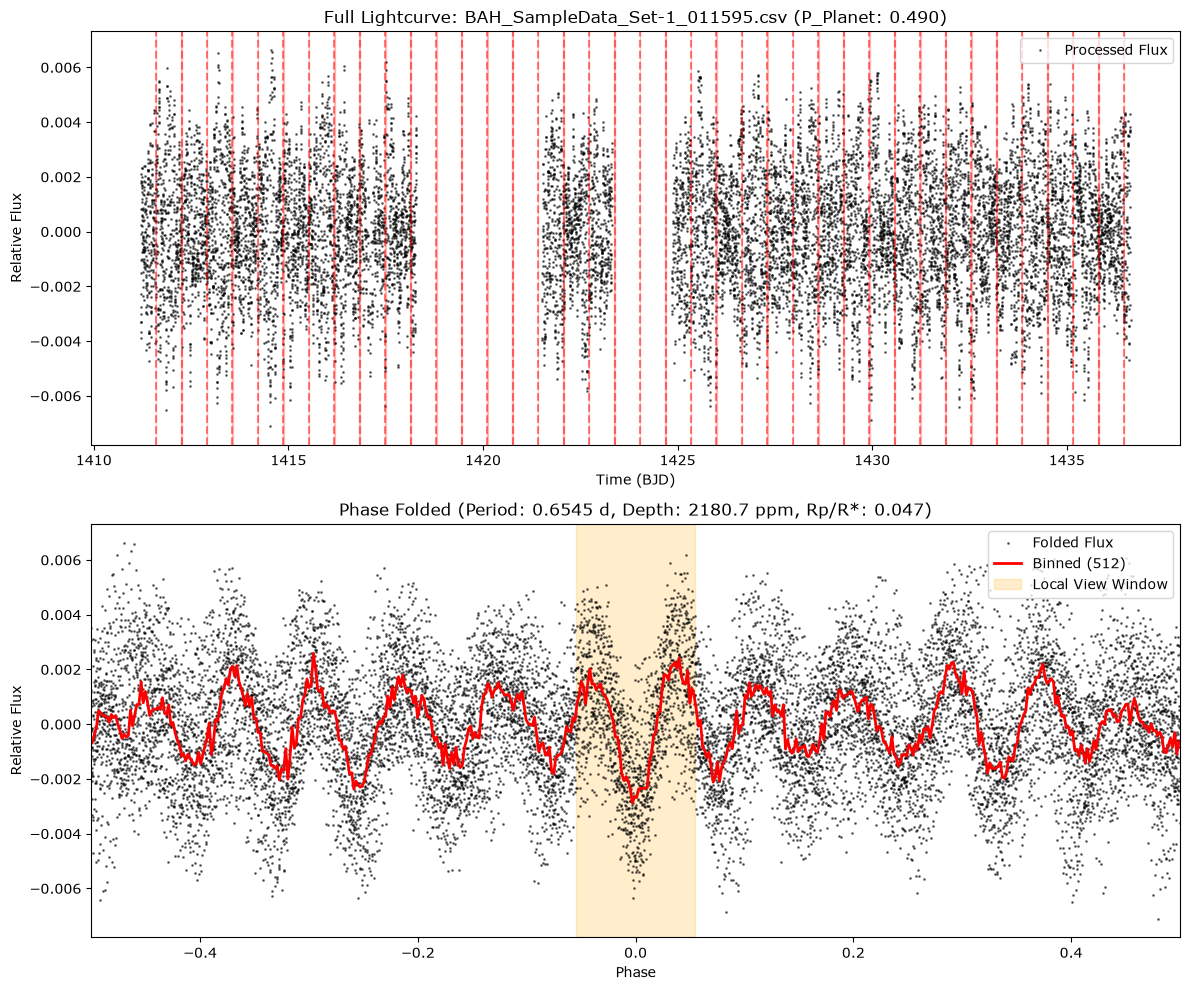 Full Lightcurve: BAH_SampleData_Set-1_011595.csv (P_Planet: 0.490)
Processed Flux
Relative Flux
0.006
0.004
0.002
0.000
−0.002
−0.004
−0.006
1410
1415
1420
1425
1430
1435
Time (BJD)
Phase Folded (Period: 0.6545 d, Depth: 2180.7 ppm, Rp/R*: 0.047)
Folded Flux
Binned (512)
Local View Window
Relative Flux
0.006
0.004
0.002
0.000
−0.002
−0.004
−0.006
−0.4
−0.2
0.0
0.2
0.4
Phase